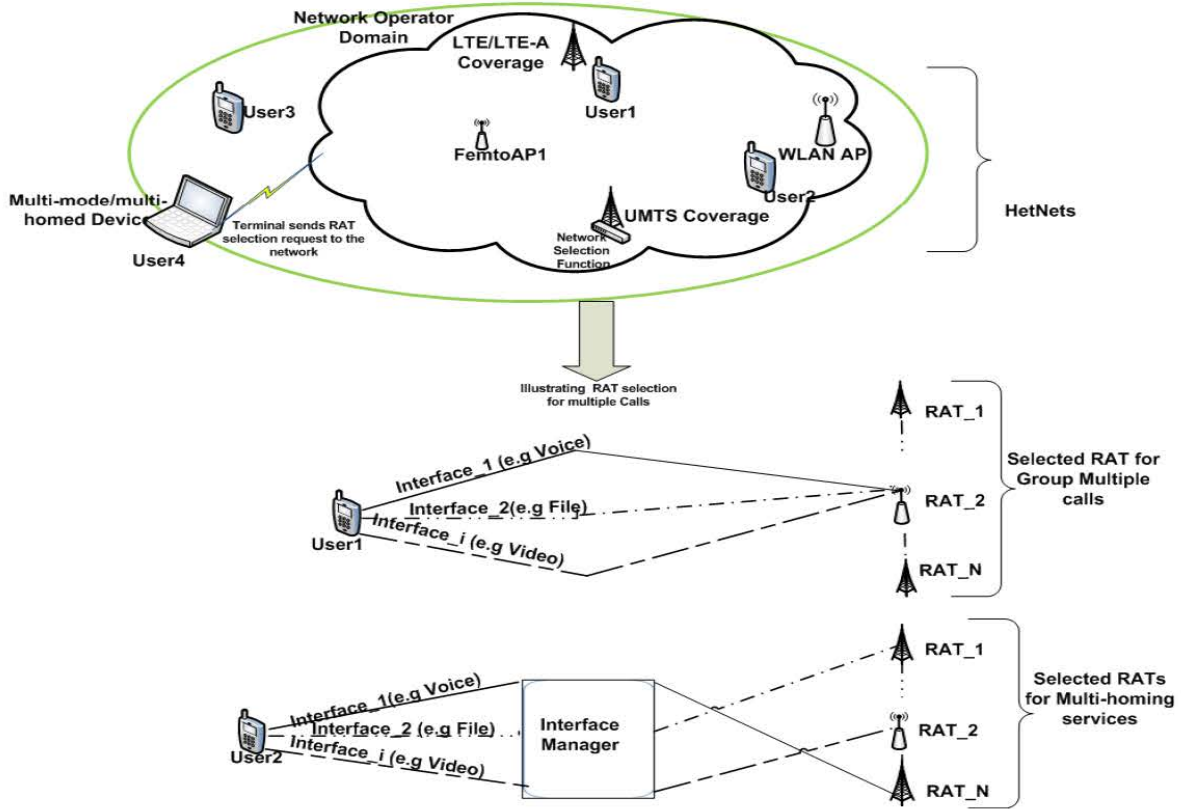 Network Operator
Domain
LTE/LTE-A
Coverage
User3
User1
FemtoAP1
WLAN AP
User2
HetNets
Multi-mode/multi-
homed Device
Terminal sends RAT
selection request to the
network
User4
UMTS Coverage
Network
Selection
Function
Illustrating RAT selection
for multiple Calls
RAT_1
Interface_1 (e.g Voice)
Interface_2(e.g File)
Interface_i (e.g Video)
User1
RAT_2
RAT_N
Selected RAT for
Group Multiple
calls
RAT_1
Interface_1(e.g Voice)
Interface_2 (e.g File)
Interface_i (e.g Video)
User2
Interface
Manager
RAT_2
RAT_N
Selected RATs
for Multi-homing
services